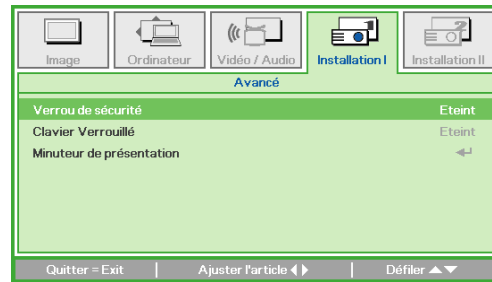 Image
Ordinateur
Vidéo / Audio
Installation I
Installation II
Avancé
Verrou de sécurité Eteint
Clavier Verrouillé Eteint
Minuteur de présentation
Quitter = Exit Ajuster l'article Défiler